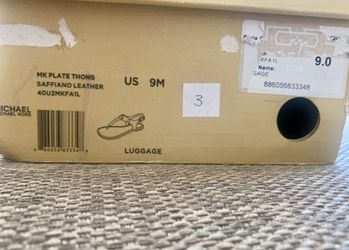 MK PLATE THONG
SAFFIANO LEATHER
40U2MKFA1L
US 9M
3
MICHAEL
MICHAEL KORS
LUGGAGE
KFA1L
9.0
Name:
GAGE
886056833348